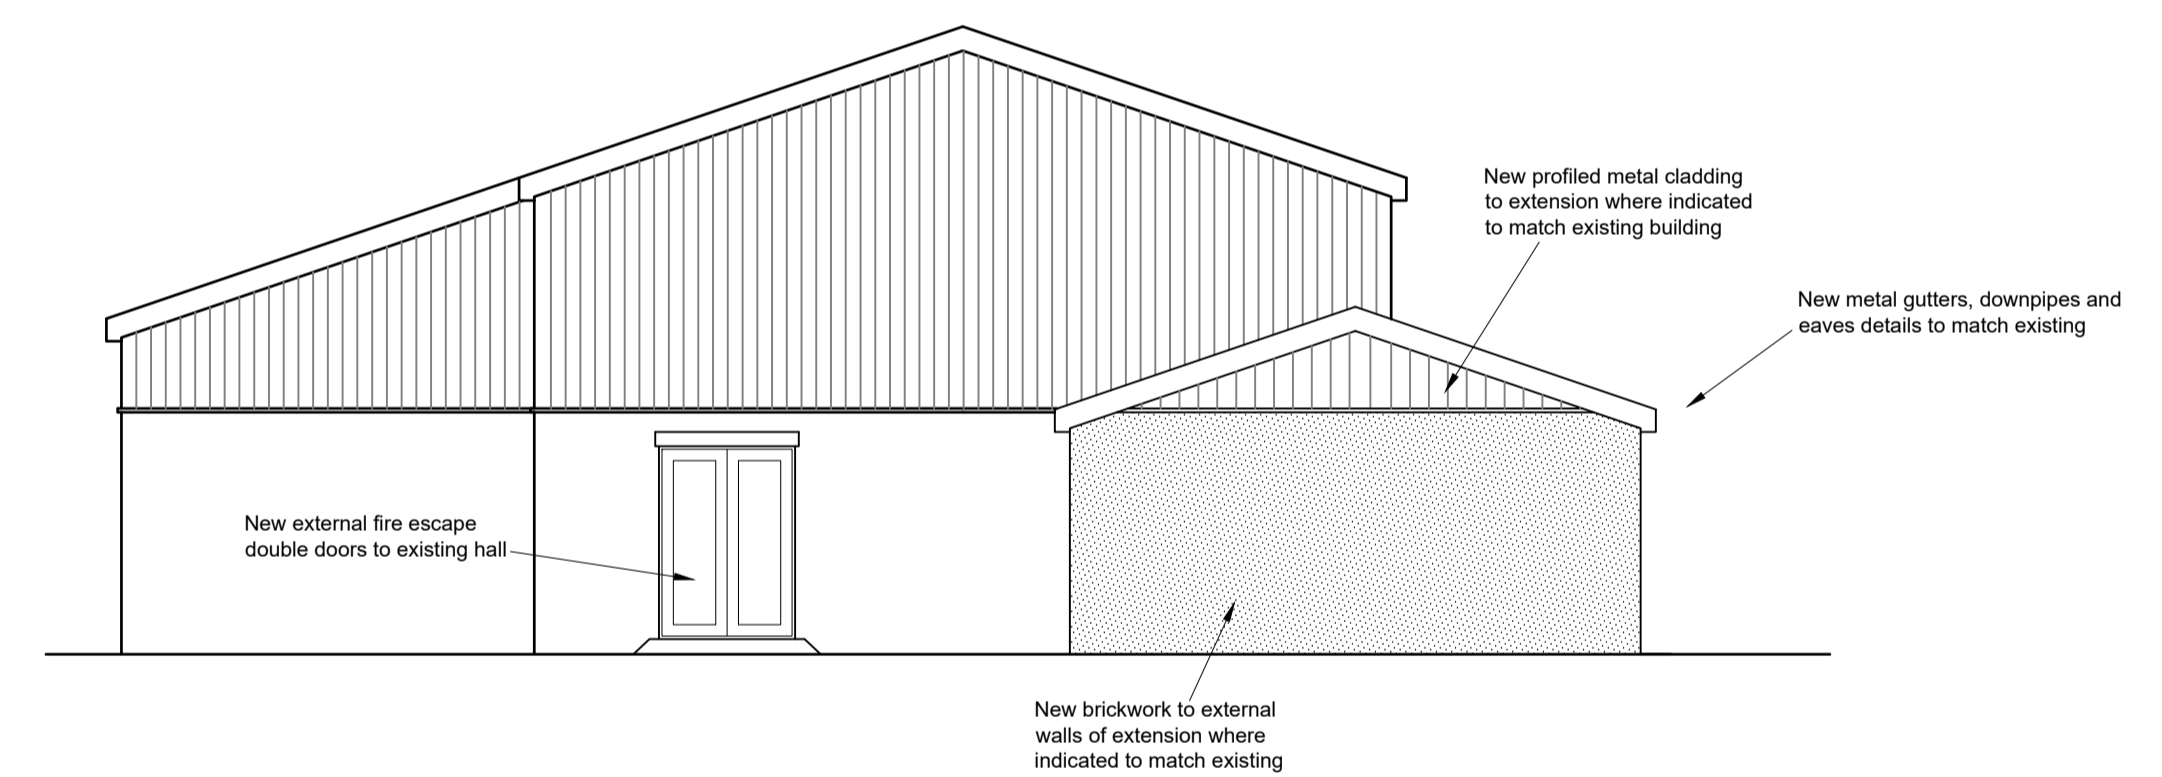 New profiled metal cladding
to extension where indicated
to match existing building
New metal gutters, downpipes and
eaves details to match existing
New external fire escape
double doors to existing hall
New brickwork to external
walls of extension where
indicated to match existing